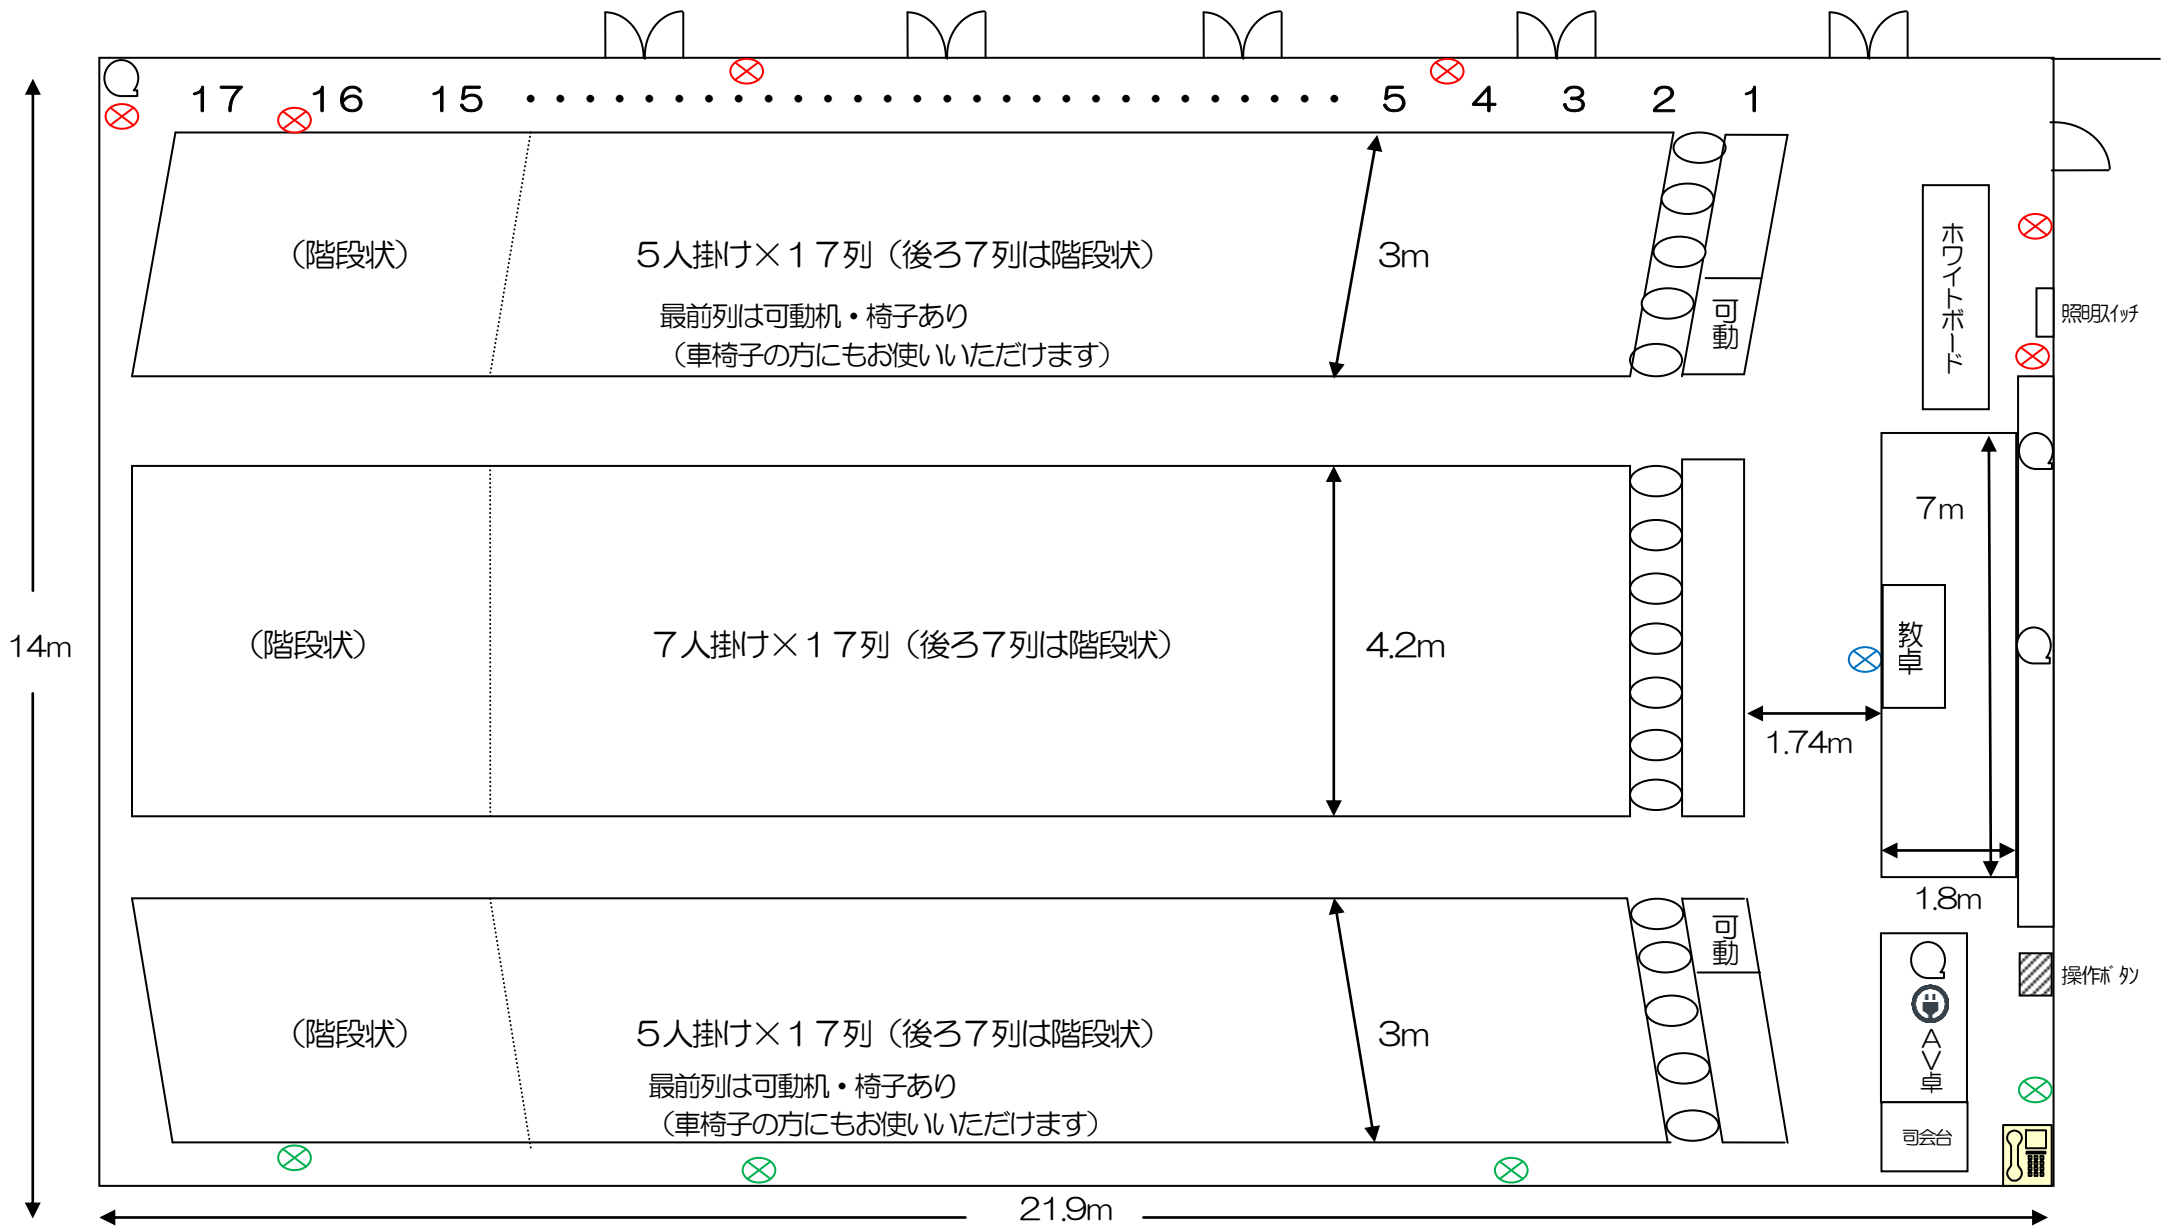 17 16 15 ・・・・・・・・・・・・・・・・・・・・・・・・・・・・ 5 4 3 2 1
(階段状)
5人掛け×17列(後ろ7列は階段状)
3m
最前列は可動机・椅子あり
(車椅子の方にもお使いいただけます)
可動
ホワイトボード
照明スイッチ
14m
(階段状)
7人掛け×17列(後ろ7列は階段状)
4.2m
7m
教卓
1.74m
1.8m
可動
(階段状)
5人掛け×17列(後ろ7列は階段状)
3m
最前列は可動机・椅子あり
(車椅子の方にもお使いいただけます)
操作ボタン
AV卓
司会台
21.9m